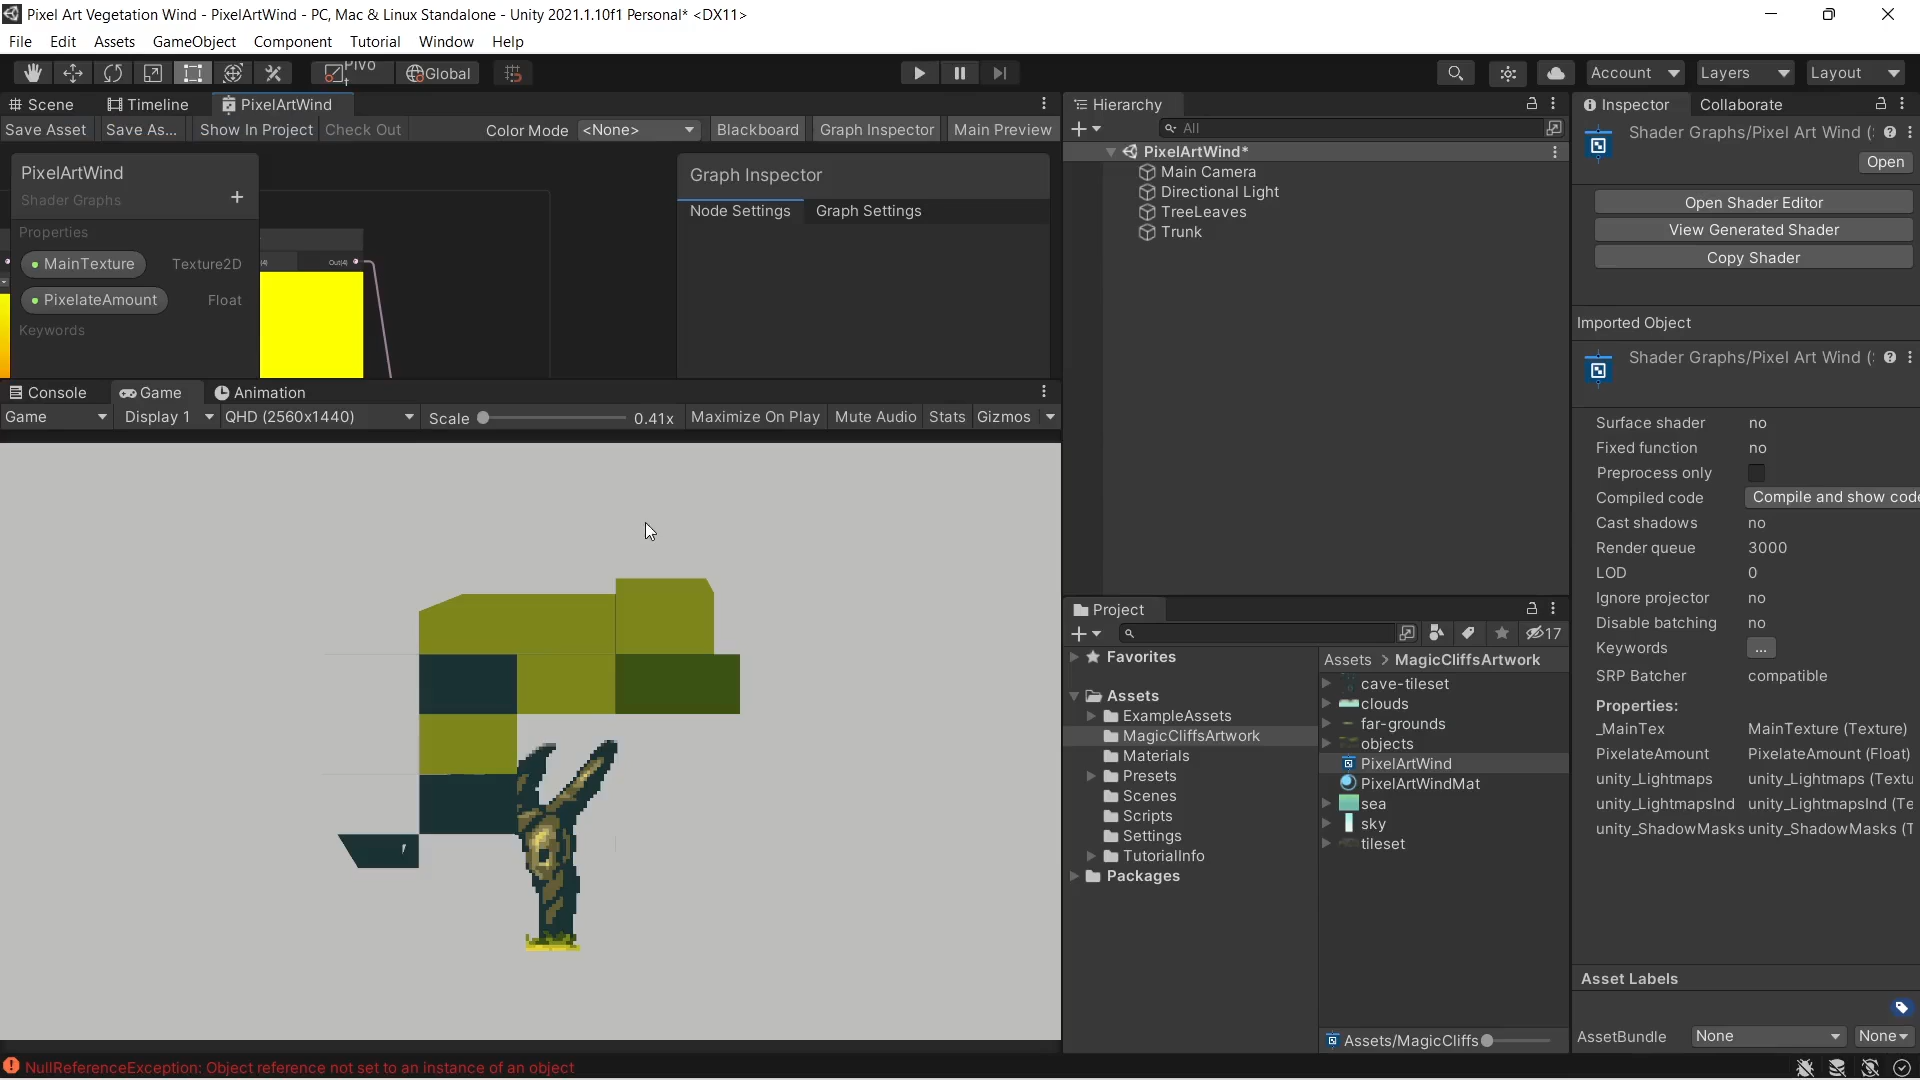 Pixel Art Vegetation Wind - PixelArtWind - PC, Mac & Linux Standalone - Unity 2021.1.10f1 Personal* <DX11>
File Edit Assets GameObject Component Tutorial Window Help
Pivot Global Account Layers Layout
Scene Timeline PixelArtWind
Save Asset Save As... Show In Project Check Out Color Mode <None> Blackboard Graph Inspector Main Preview
PixelArtWind
Shader Graphs
Properties
MainTexture Texture2D
PixelateAmount Float
Keywords
Out(4)
Graph Inspector
Node Settings Graph Settings
Console Game Animation
Game Display 1 QHD (2560x1440) Scale 0.41x Maximize On Play Mute Audio Stats Gizmos
Hierarchy
All
PixelArtWind*
Main Camera
Directional Light
TreeLeaves
Trunk
Project
17
Favorites
Assets
ExampleAssets
MagicCliffsArtwork
Materials
Presets
Scenes
Scripts
Settings
TutorialInfo
Packages
Assets > MagicCliffsArtwork
cave-tileset
clouds
far-grounds
objects
PixelArtWind
PixelArtWindMat
sea
sky
tileset
Assets/MagicCliffs
Inspector Collaborate
Shader Graphs/Pixel Art Wind (
Open
Open Shader Editor
View Generated Shader
Copy Shader
Imported Object
Shader Graphs/Pixel Art Wind (
Surface shader no
Fixed function no
Preprocess only
Compiled code Compile and show code
Cast shadows no
Render queue 3000
LOD 0
Ignore projector no
Disable batching no
Keywords ...
SRP Batcher compatible
Properties:
_MainTex MainTexture (Texture)
PixelateAmount PixelateAmount (Float)
unity_Lightmaps unity_Lightmaps (Textu
unity_LightmapsInd unity_LightmapsInd (Te
unity_ShadowMasks unity_ShadowMasks (T
Asset Labels
AssetBundle None None
NullReferenceException: Object reference not set to an instance of an object